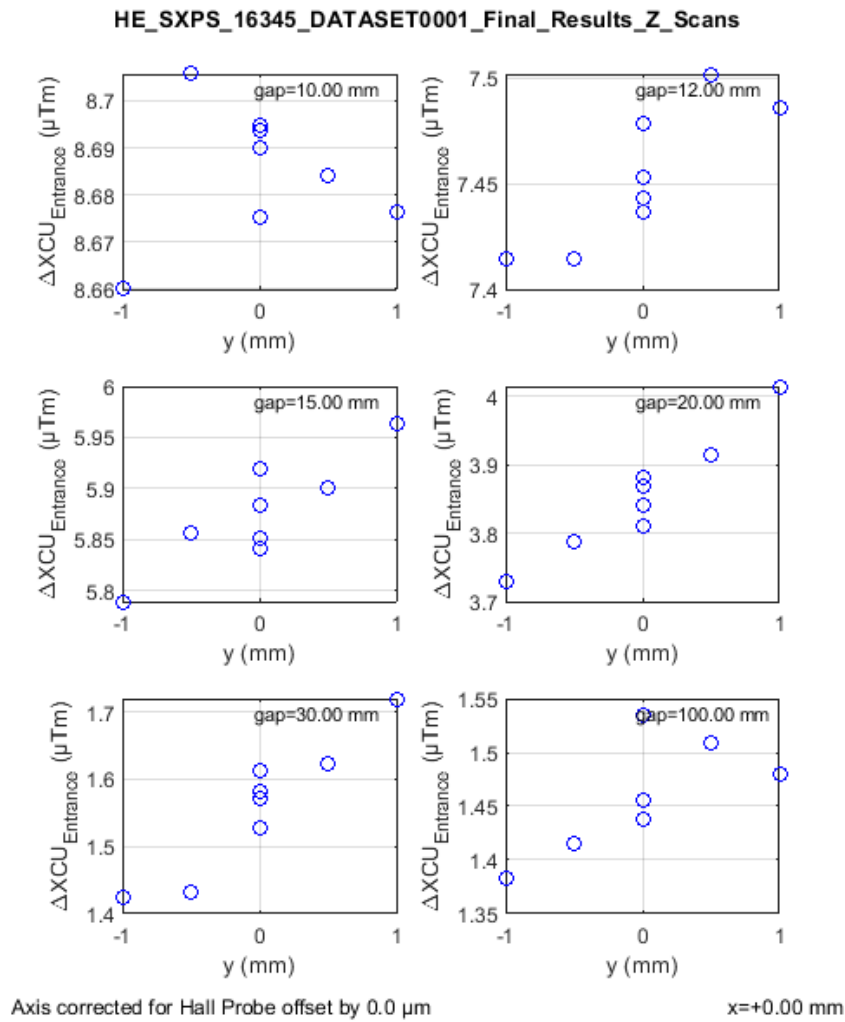 HE_SXPS_16345_DATASET0001_Final_Results_Z_Scans
gap=10.00 mm
ΔXCU_Entrance (µTm)
8.7
8.69
8.68
8.67
8.66
-1 0 1
y (mm)
gap=12.00 mm
ΔXCU_Entrance (µTm)
7.5
7.45
7.4
-1 0 1
y (mm)
gap=15.00 mm
ΔXCU_Entrance (µTm)
6
5.95
5.9
5.85
5.8
-1 0 1
y (mm)
gap=20.00 mm
ΔXCU_Entrance (µTm)
4
3.9
3.8
3.7
-1 0 1
y (mm)
gap=30.00 mm
ΔXCU_Entrance (µTm)
1.7
1.6
1.5
1.4
-1 0 1
y (mm)
gap=100.00 mm
ΔXCU_Entrance (µTm)
1.55
1.5
1.45
1.4
1.35
-1 0 1
y (mm)
Axis corrected for Hall Probe offset by 0.0 µm
x=+0.00 mm